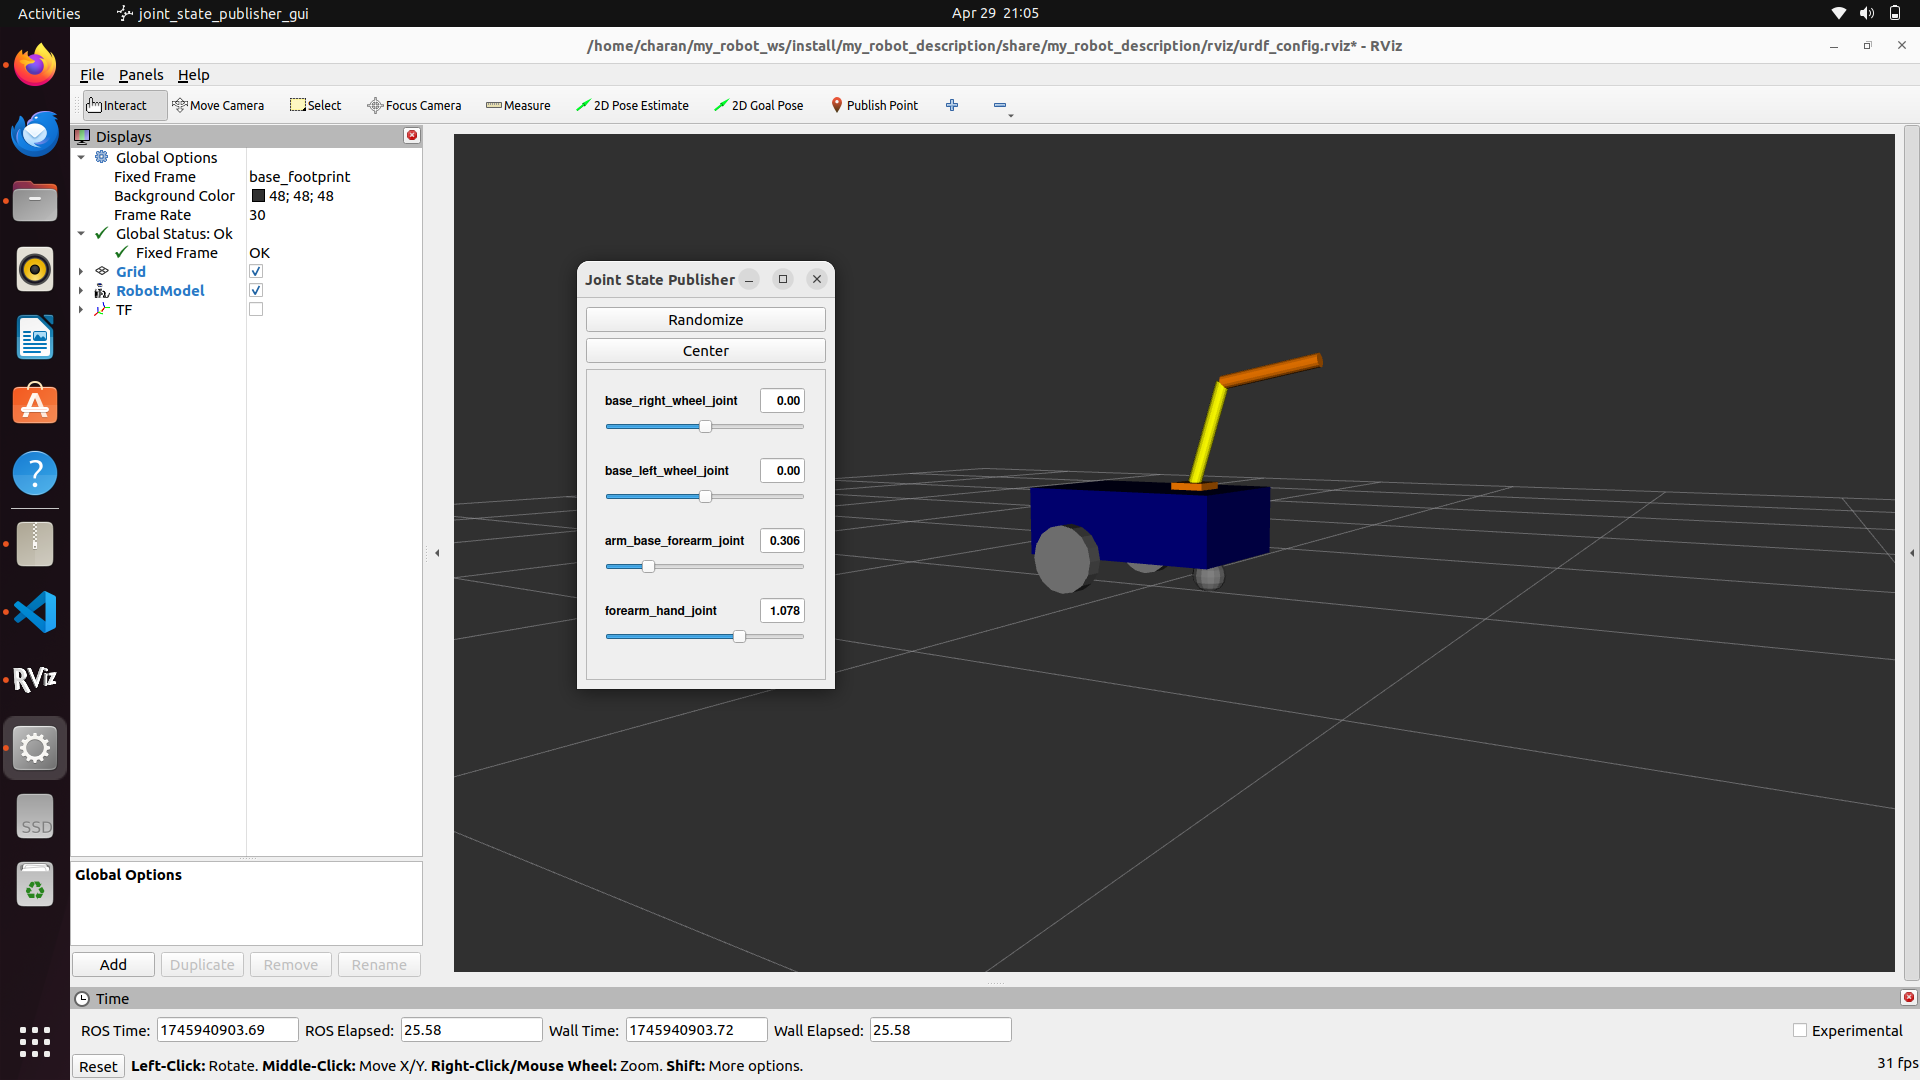 Activities joint_state_publisher_gui Apr 29 21:05
/home/charan/my_robot_ws/install/my_robot_description/share/my_robot_description/rviz/urdf_config.rviz* - RViz
File Panels Help
Interact Move Camera Select Focus Camera Measure 2D Pose Estimate 2D Goal Pose Publish Point
Displays
Global Options
Fixed Frame base_footprint
Background Color 48; 48; 48
Frame Rate 30
Global Status: Ok
Fixed Frame OK
Grid
RobotModel
TF
Joint State Publisher
Randomize
Center
base_right_wheel_joint 0.00
base_left_wheel_joint 0.00
arm_base_forearm_joint 0.306
forearm_hand_joint 1.078
RViz
SSD
Global Options
Add Duplicate Remove Rename
Time
ROS Time: 1745940903.69 ROS Elapsed: 25.58 Wall Time: 1745940903.72 Wall Elapsed: 25.58 Experimental
Reset Left-Click: Rotate. Middle-Click: Move X/Y. Right-Click/Mouse Wheel: Zoom. Shift: More options. 31 fps